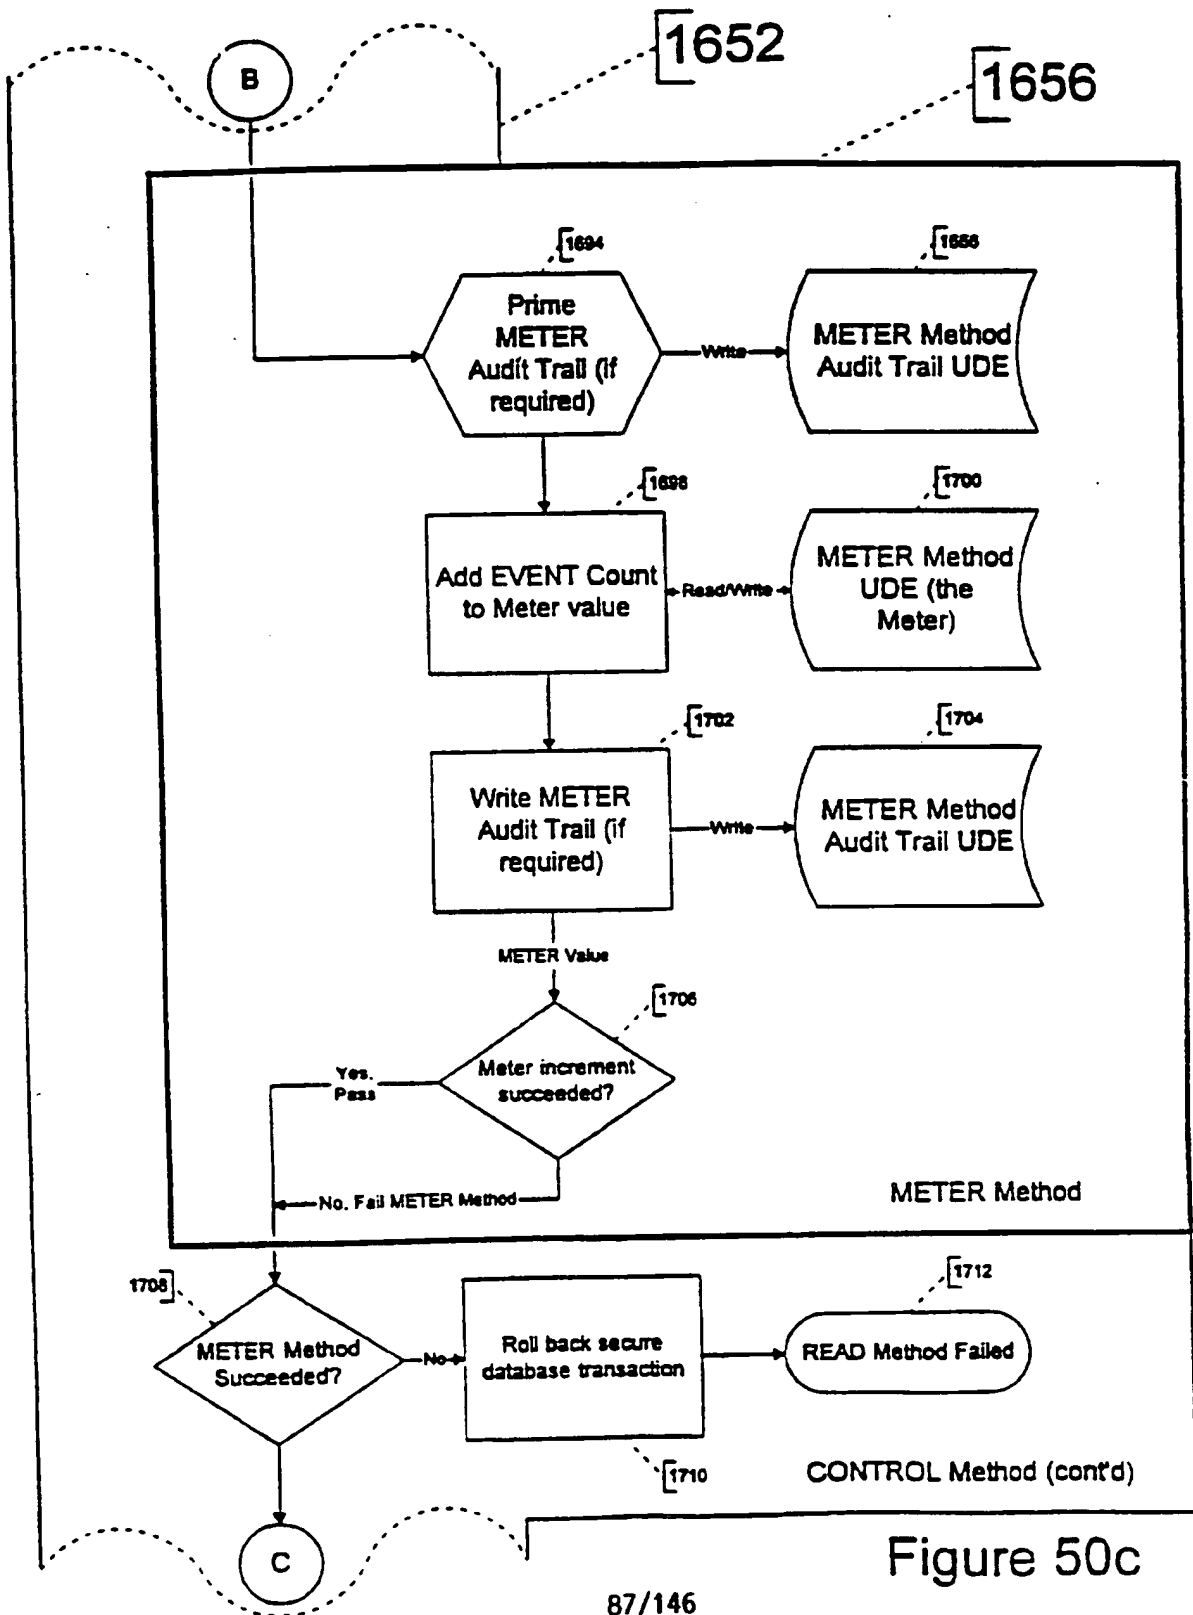 1652
B
1656
1694
1656
Prime
METER
Audit Trail (if
required)
Write
METER Method
Audit Trail UDE
1698
1700
Add EVENT Count
to Meter value
Read/Write
METER Method
UDE (the
Meter)
1702
1704
Write METER
Audit Trail (if
required)
Write
METER Method
Audit Trail UDE
METER Value
1706
Meter increment
succeeded?
Yes.
Pass
No. Fail METER Method
METER Method
1708
1712
METER Method
Succeeded?
No
Roll back secure
database transaction
READ Method Failed
1710
CONTROL Method (cont'd)
C
Figure 50c
87/146